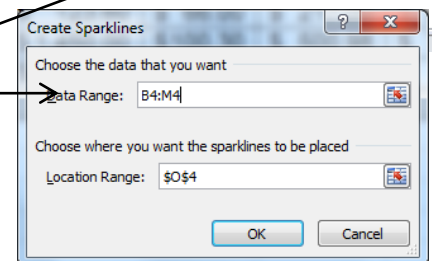 Create Sparklines
Choose the data that you want
Data Range: B4:M4
Choose where you want the sparklines to be placed
Location Range: $O$4
OK Cancel